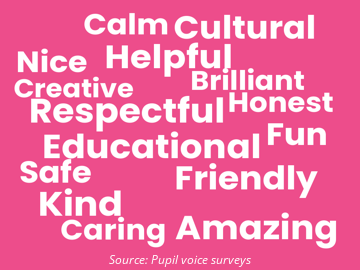 Calm Cultural
Nice Helpful
Creative Brilliant
Respectful Honest
Educational Fun
Safe Friendly
Kind
Caring Amazing
Source: Pupil voice surveys